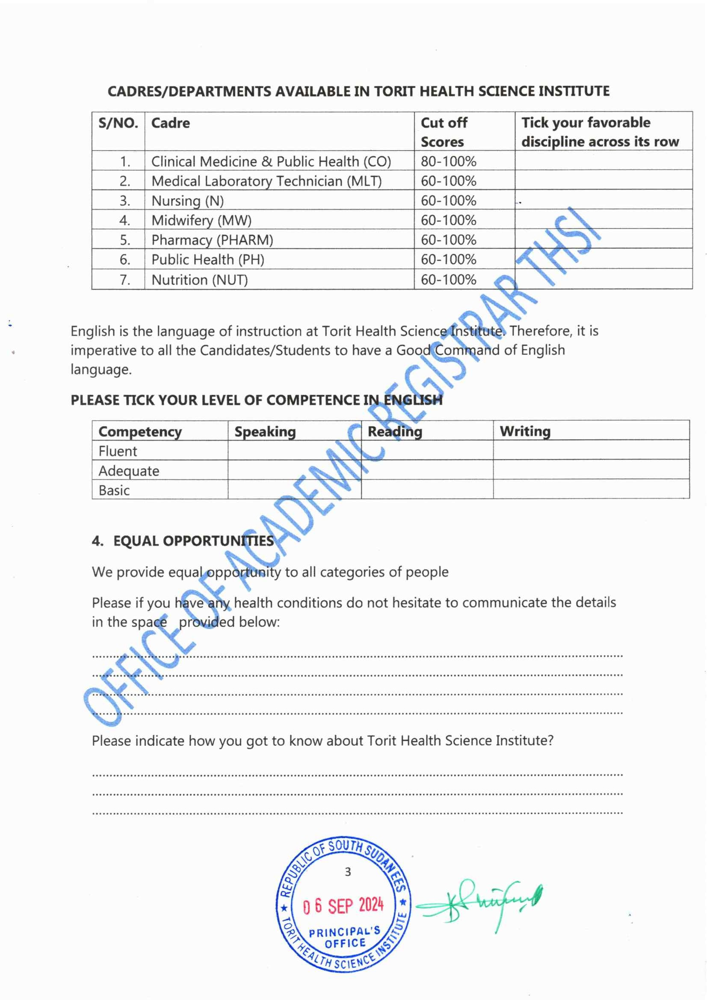 CADRES/DEPARTMENTS AVAILABLE IN TORIT HEALTH SCIENCE INSTITUTE
S/NO. Cadre Cut off Scores Tick your favorable discipline across its row
1. Clinical Medicine & Public Health (CO) 80-100%
2. Medical Laboratory Technician (MLT) 60-100%
3. Nursing (N) 60-100%
4. Midwifery (MW) 60-100%
5. Pharmacy (PHARM) 60-100%
6. Public Health (PH) 60-100%
7. Nutrition (NUT) 60-100%
English is the language of instruction at Torit Health Science Institute. Therefore, it is
imperative to all the Candidates/Students to have a Good Command of English
language.
PLEASE TICK YOUR LEVEL OF COMPETENCE IN ENGLISH
Competency Speaking Reading Writing
Fluent
Adequate
Basic
4. EQUAL OPPORTUNITIES
We provide equal opportunity to all categories of people
Please if you have any health conditions do not hesitate to communicate the details
in the space provided below:
Please indicate how you got to know about Torit Health Science Institute?
OFFICE OF ACADEMIC REGISTRAR THSI
REPUBLIC OF SOUTH SUDAN EES
3
06 SEP 2024
PRINCIPAL'S
OFFICE
TORIT HEALTH SCIENCE INSTITUTE